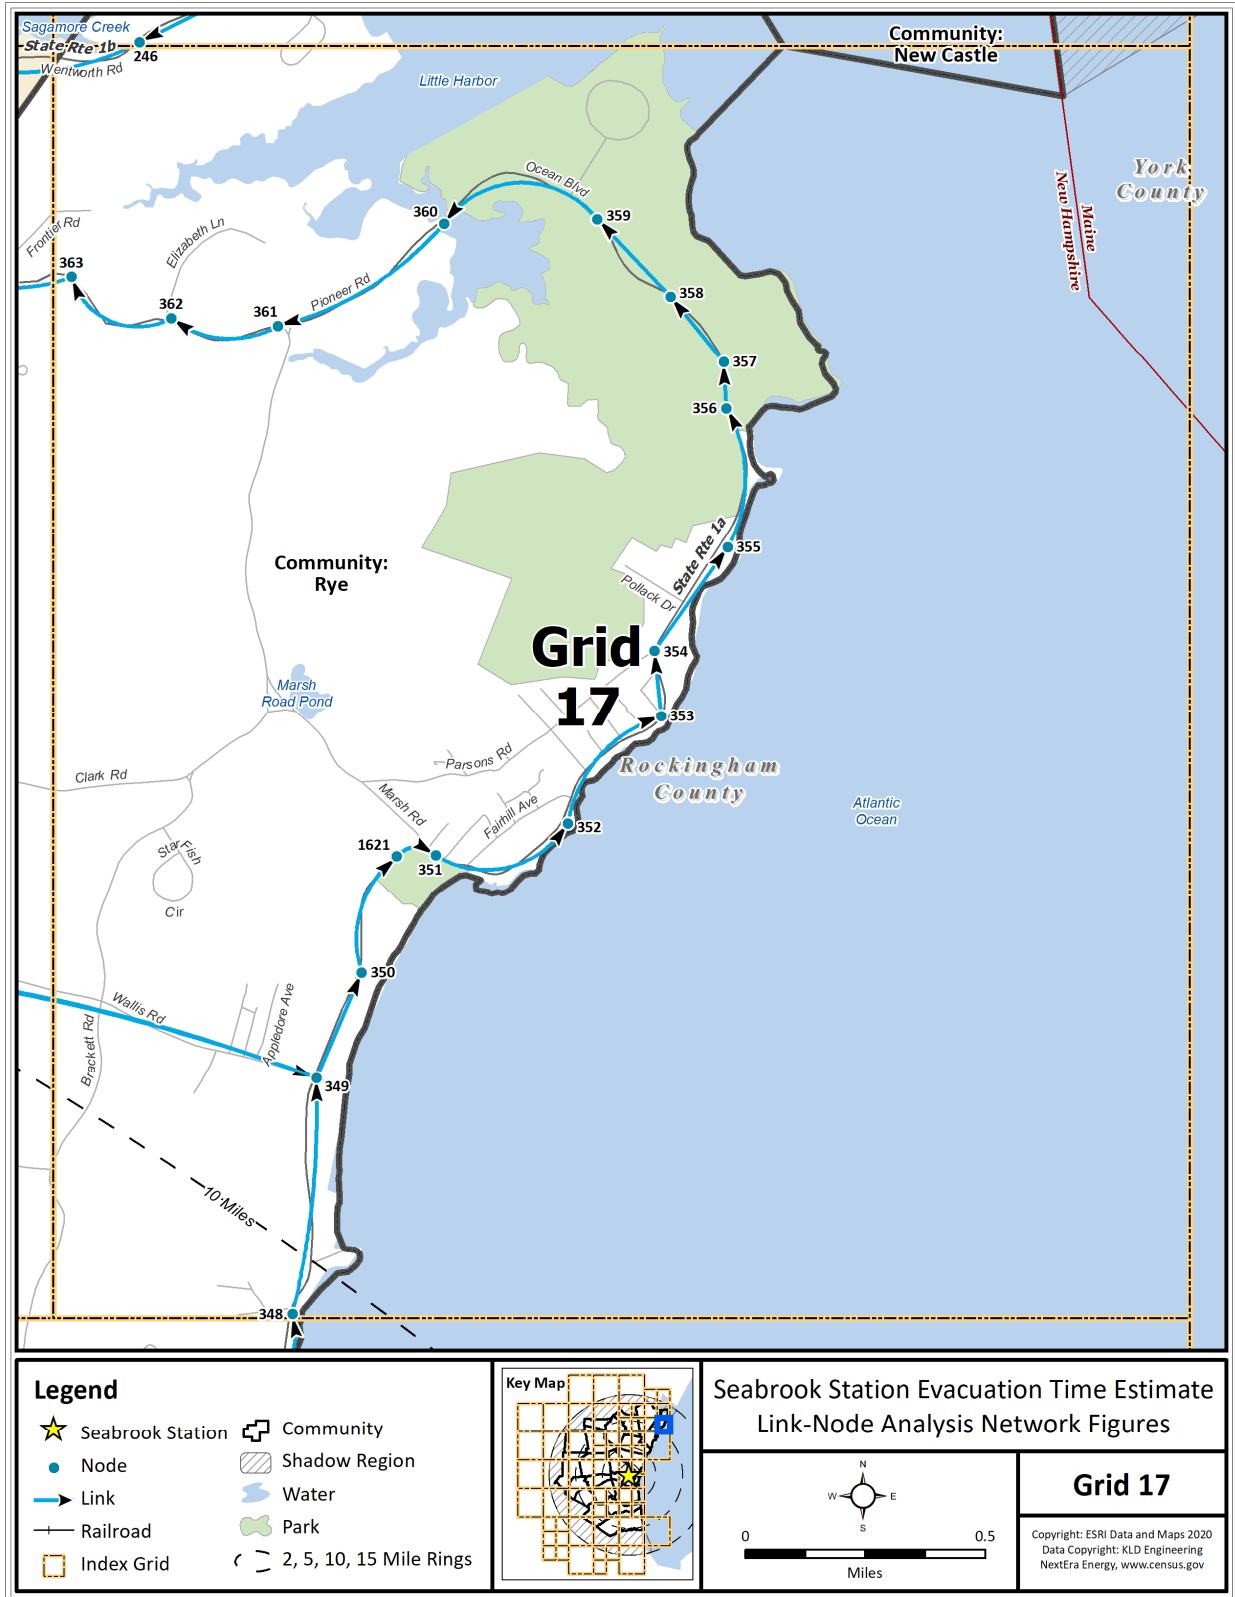 Sagamore Creek
State Rte 1b
246
Wentworth Rd
Little Harbor
Community:
New Castle
York
County
Maine
New Hampshire
Ocean Blvd
360
359
Frontier Rd
Elizabeth Ln
363
362
361
Pioneer Rd
358
357
356
State Rte 1a
355
Community:
Rye
Pollack Dr
Grid
17
354
353
Marsh
Road Pond
Rockingham
County
Parsons Rd
Clark Rd
Marsh Rd
Fairhill Ave
Atlantic
Ocean
352
1621
351
Star Fish
Cir
350
Wallis Rd
Appledore Ave
Brackett Rd
349
10 Miles
348
Legend
Seabrook Station
Node
Link
Railroad
Index Grid
Community
Shadow Region
Water
Park
2, 5, 10, 15 Mile Rings
Key Map
Seabrook Station Evacuation Time Estimate
Link-Node Analysis Network Figures
N
W E
S
0 0.5
Miles
Grid 17
Copyright: ESRI Data and Maps 2020
Data Copyright: KLD Engineering
NextEra Energy, www.census.gov